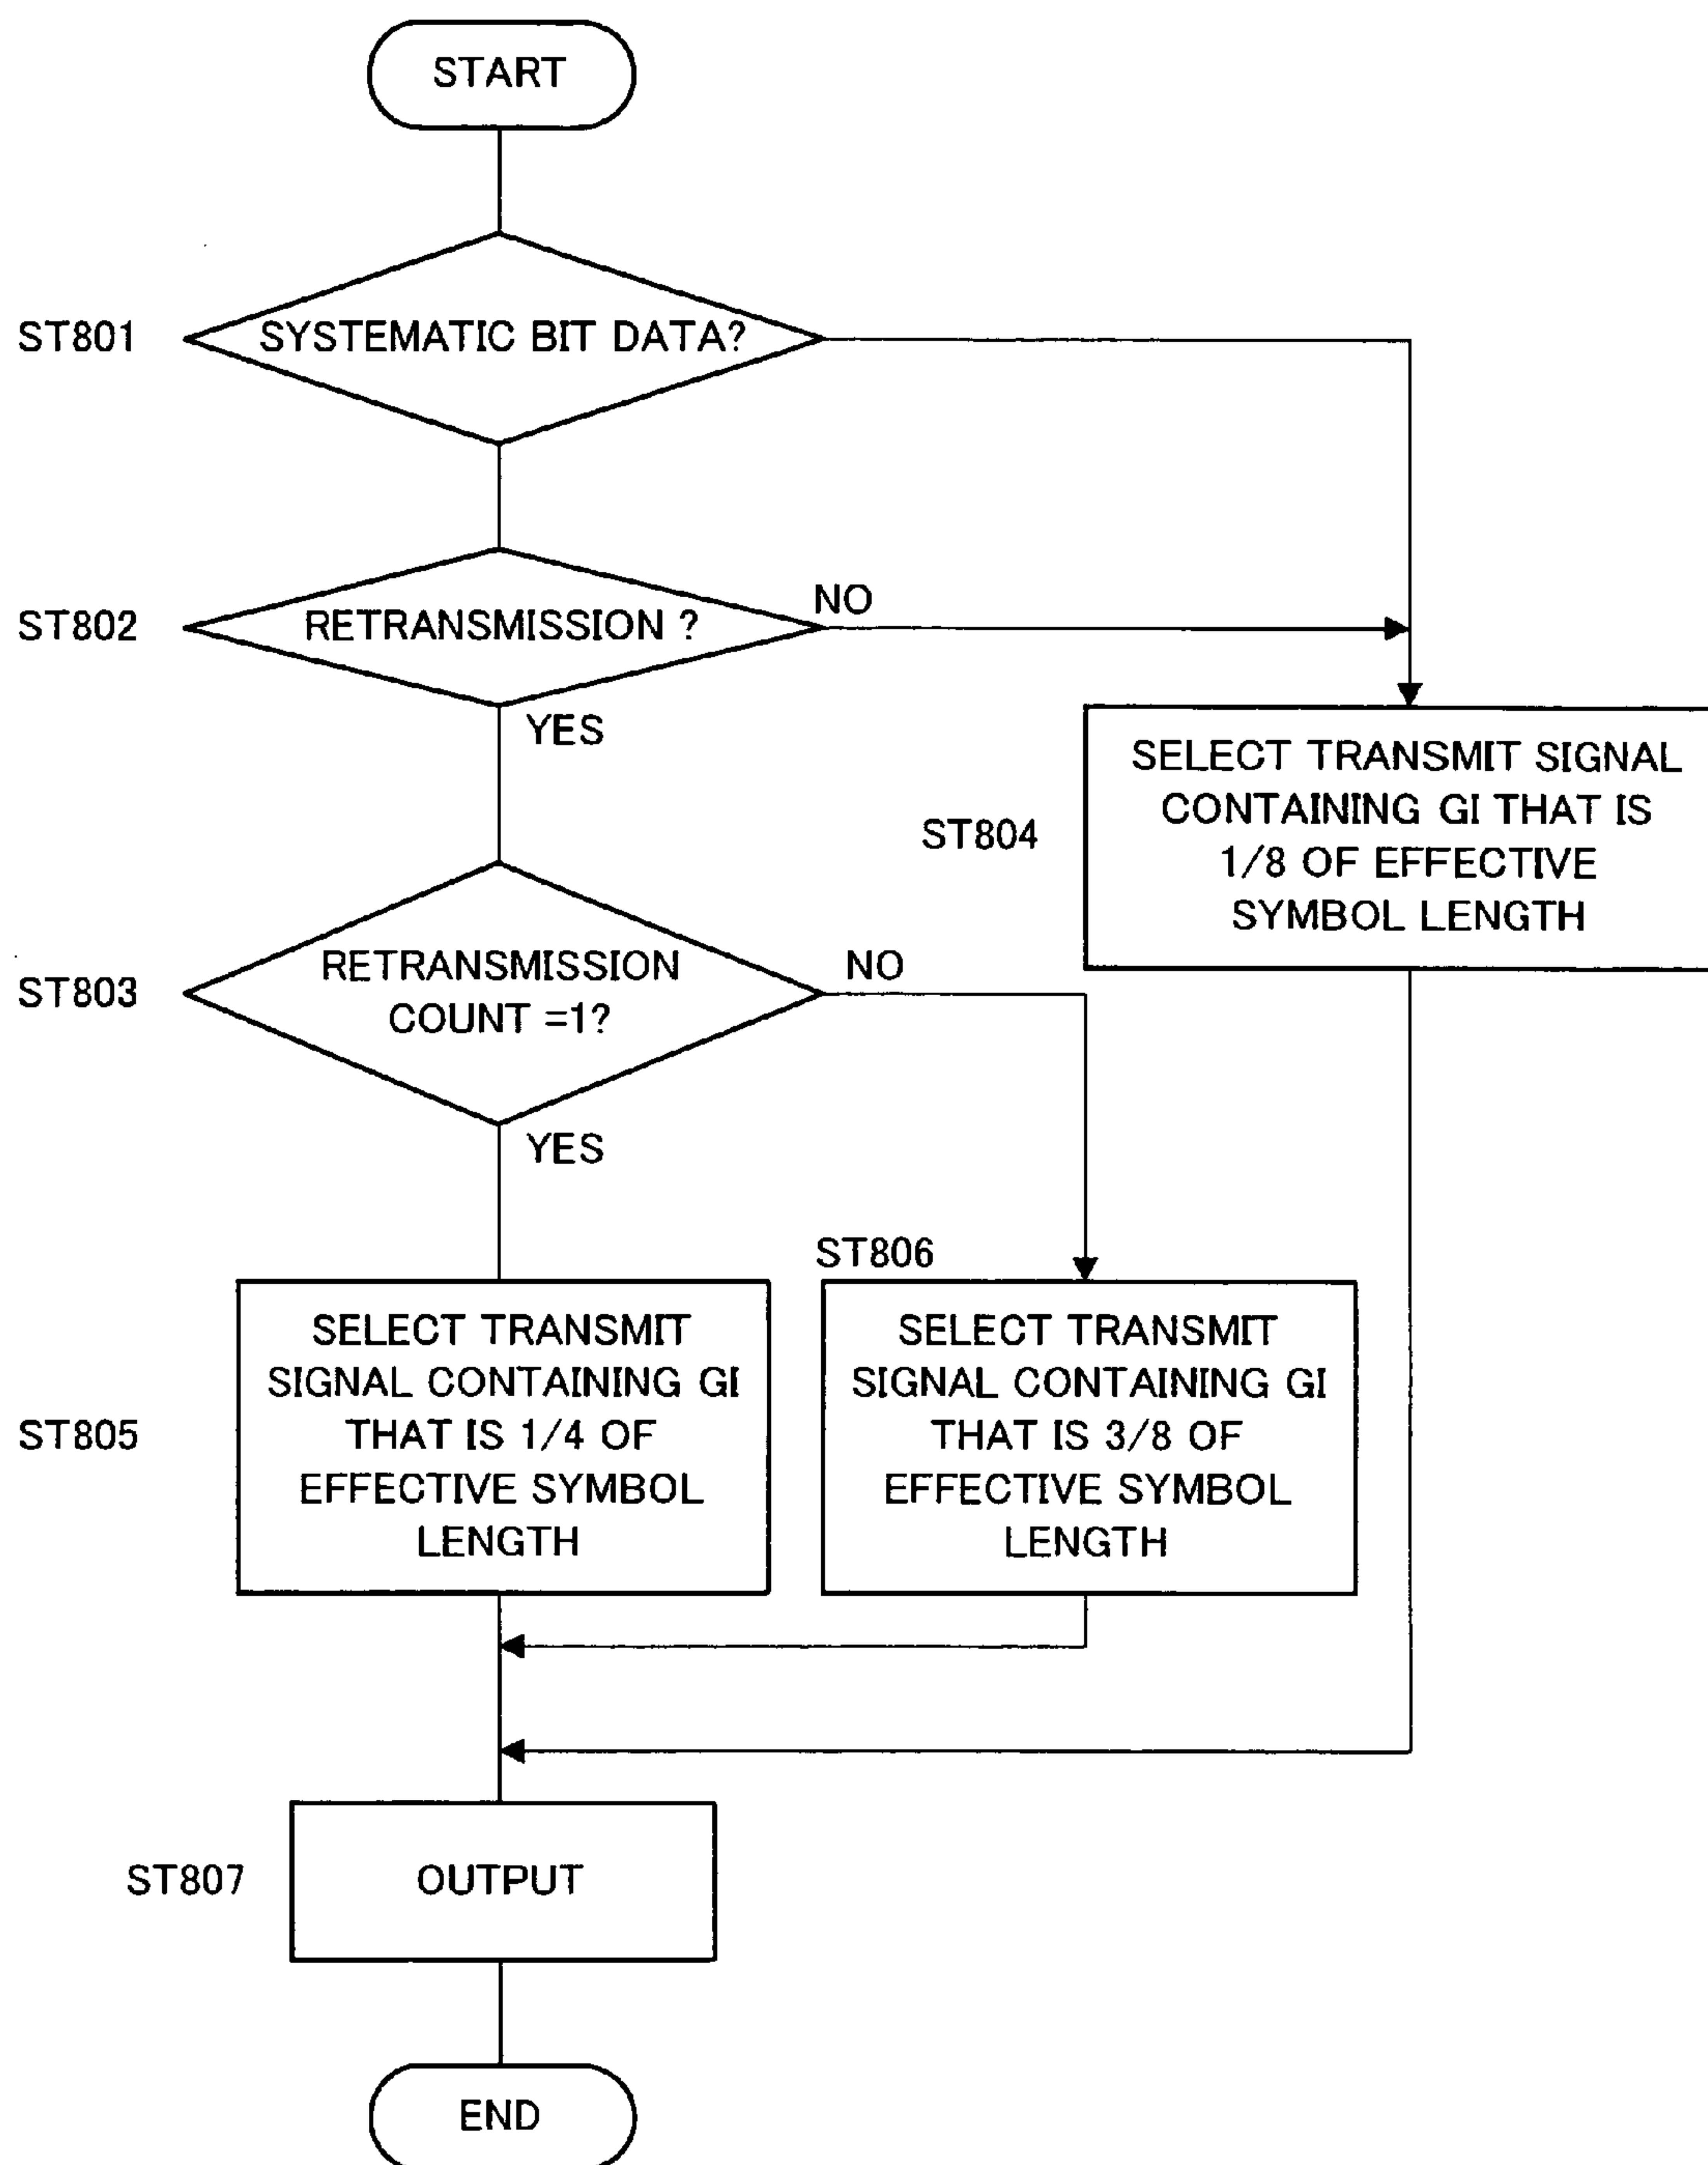 START
ST801
SYSTEMATIC BIT DATA?
ST802
RETRANSMISSION ?
NO
YES
SELECT TRANSMIT SIGNAL
CONTAINING GI THAT IS
1/8 OF EFFECTIVE
SYMBOL LENGTH
ST804
ST803
RETRANSMISSION
COUNT =1?
NO
YES
ST806
ST805
SELECT TRANSMIT
SIGNAL CONTAINING GI
THAT IS 1/4 OF
EFFECTIVE SYMBOL
LENGTH
SELECT TRANSMIT
SIGNAL CONTAINING GI
THAT IS 3/8 OF
EFFECTIVE SYMBOL
LENGTH
ST807
OUTPUT
END